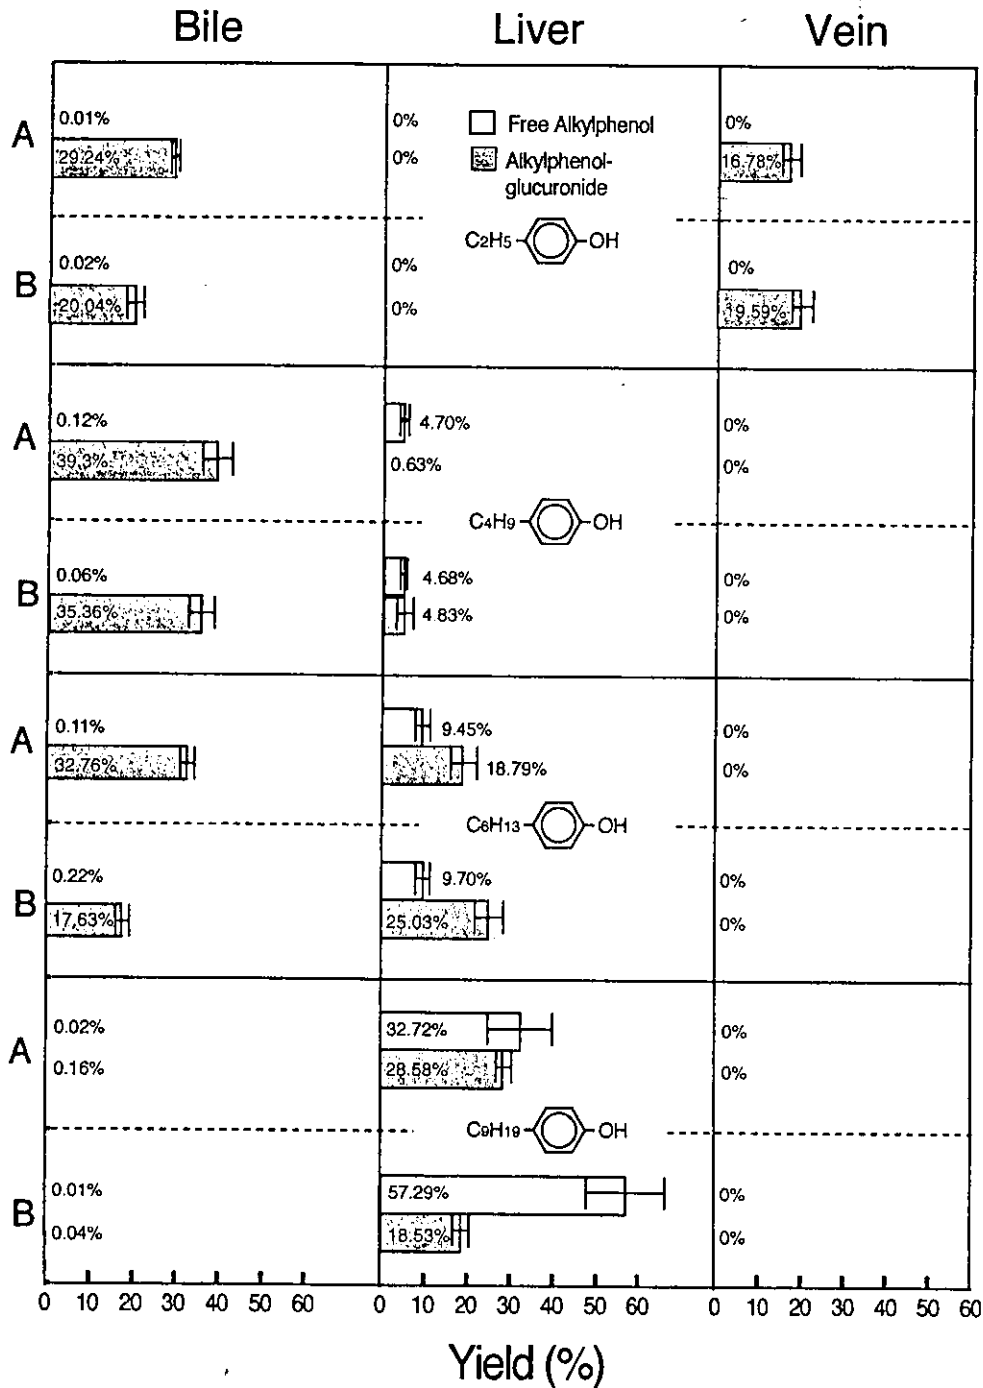 Bile Liver Vein
A 0.01% 0% Free Alkylphenol 0%
29.24% 0% Alkylphenol-
glucuronide 16.78%
C2H5 OH
B 0.02% 0% 0%
20.04% 0% 19.59%
A 0.12% 4.70% 0%
39.3% 0.63% 0%
C4H9 OH
B 0.06% 4.68% 0%
35.36% 4.83% 0%
A 0.11% 9.45% 0%
32.76% 18.79% 0%
C6H13 OH
B 0.22% 9.70% 0%
17,63% 25.03% 0%
A 0.02% 32.72% 0%
0.16% 28.58% 0%
C9H19 OH
B 0.01% 57.29% 0%
0.04% 18.53% 0%
0 10 20 30 40 50 60 0 10 20 30 40 50 60 0 10 20 30 40 50 60
Yield (%)